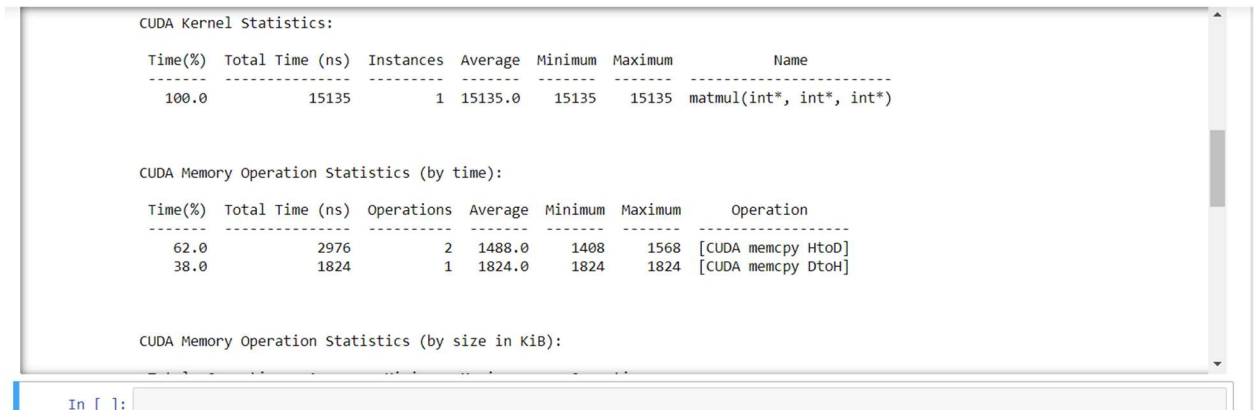 CUDA Kernel Statistics:
Time(%) Total Time (ns) Instances Average Minimum Maximum Name
------- --------------- --------- ------- ------- ------- ------------------------
100.0 15135 1 15135.0 15135 15135 matmul(int*, int*, int*)
CUDA Memory Operation Statistics (by time):
Time(%) Total Time (ns) Operations Average Minimum Maximum Operation
------- --------------- ---------- ------- ------- ------- ------------------
62.0 2976 2 1488.0 1408 1568 [CUDA memcpy HtoD]
38.0 1824 1 1824.0 1824 1824 [CUDA memcpy DtoH]
CUDA Memory Operation Statistics (by size in KiB):
In [ ]: